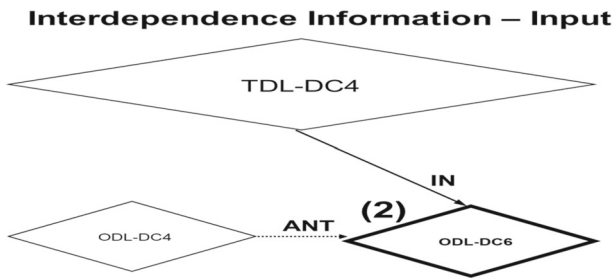 Interdependence Information – Input
TDL-DC4
IN
(2)
ANT
ODL-DC4
ODL-DC6